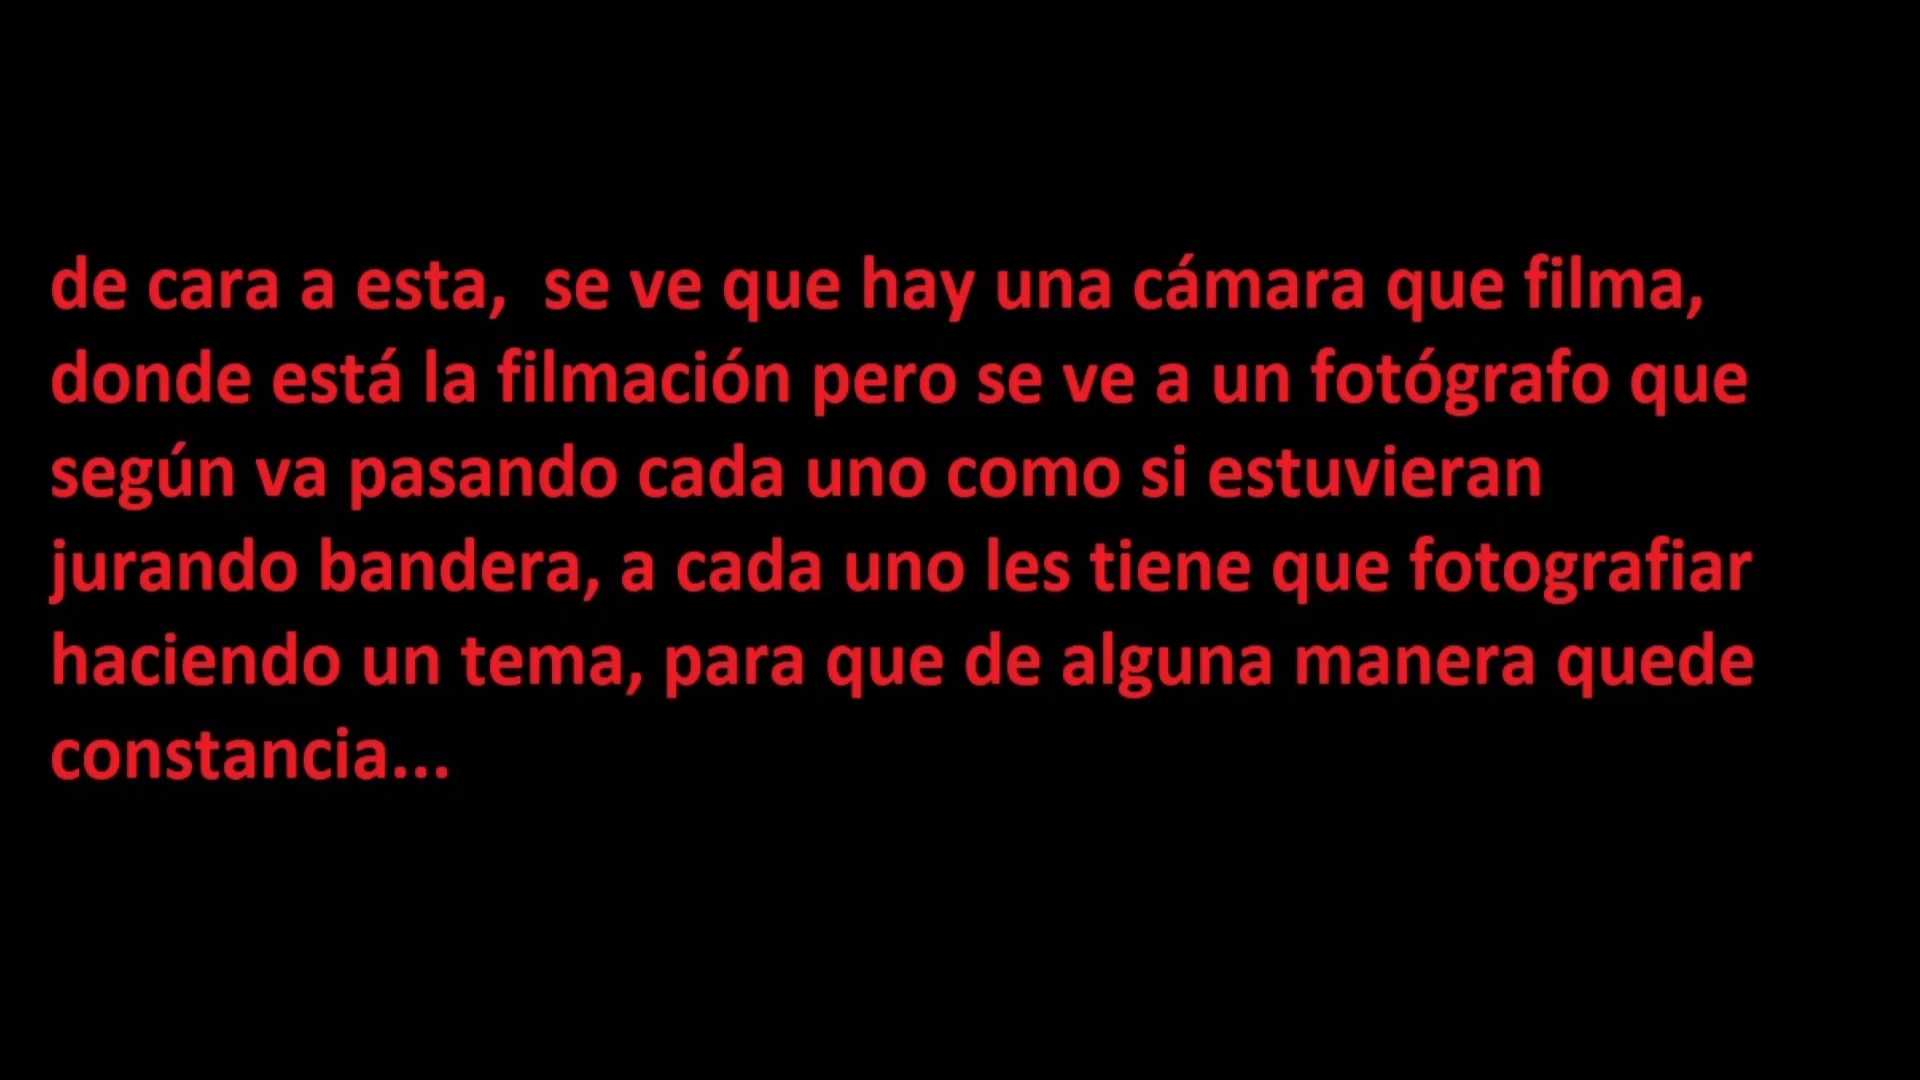 de cara a esta,  se ve que hay una cámara que filma,
donde está la filmación pero se ve a un fotógrafo que
según va pasando cada uno como si estuvieran
jurando bandera, a cada uno les tiene que fotografiar
haciendo un tema, para que de alguna manera quede
constancia...